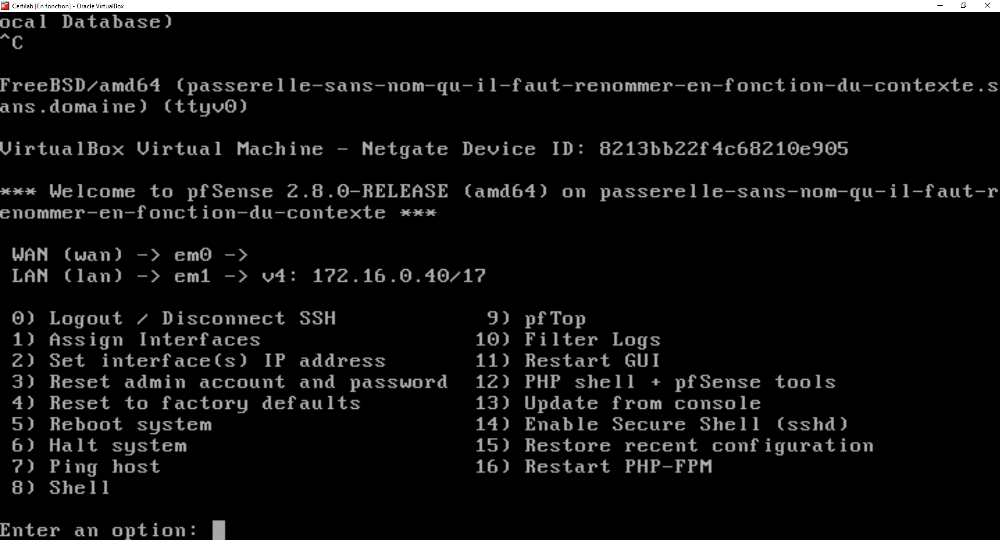 Certilab [En fonction] - Oracle VirtualBox
ocal Database)
^C
FreeBSD/amd64 (passerelle-sans-nom-qu-il-faut-renommer-en-fonction-du-contexte.s
ans.domaine) (ttyv0)
VirtualBox Virtual Machine - Netgate Device ID: 8213bb22f4c68210e905
*** Welcome to pfSense 2.8.0-RELEASE (amd64) on passerelle-sans-nom-qu-il-faut-r
enommer-en-fonction-du-contexte ***
WAN (wan) -> em0 ->
LAN (lan) -> em1 -> v4: 172.16.0.40/17
0) Logout / Disconnect SSH 9) pfTop
1) Assign Interfaces 10) Filter Logs
2) Set interface(s) IP address 11) Restart GUI
3) Reset admin account and password 12) PHP shell + pfSense tools
4) Reset to factory defaults 13) Update from console
5) Reboot system 14) Enable Secure Shell (sshd)
6) Halt system 15) Restore recent configuration
7) Ping host 16) Restart PHP-FPM
8) Shell
Enter an option: